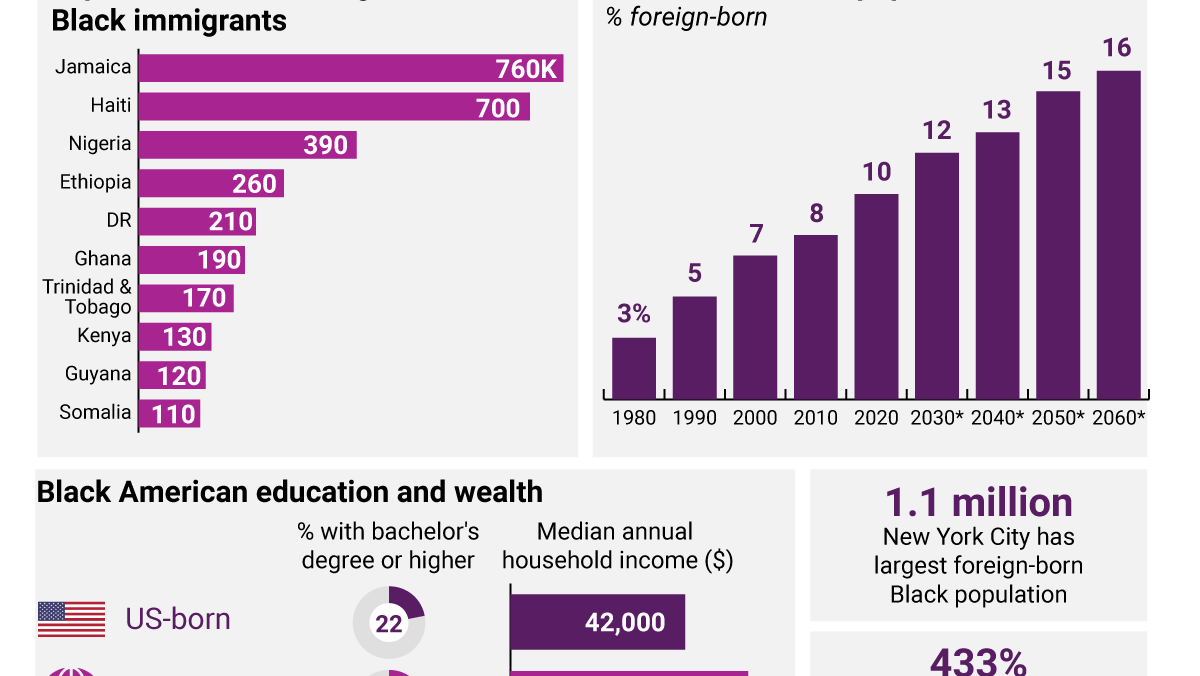 Black immigrants
Jamaica 760K
Haiti 700
Nigeria 390
Ethiopia 260
DR 210
Ghana 190
Trinidad &
Tobago 170
Kenya 130
Guyana 120
Somalia 110
% foreign-born
3% 5 7 8 10 12 13 15 16
1980 1990 2000 2010 2020 2030* 2040* 2050* 2060*
Black American education and wealth
% with bachelor's
degree or higher
Median annual
household income ($)
US-born 22 42,000
1.1 million
New York City has
largest foreign-born
Black population
433%